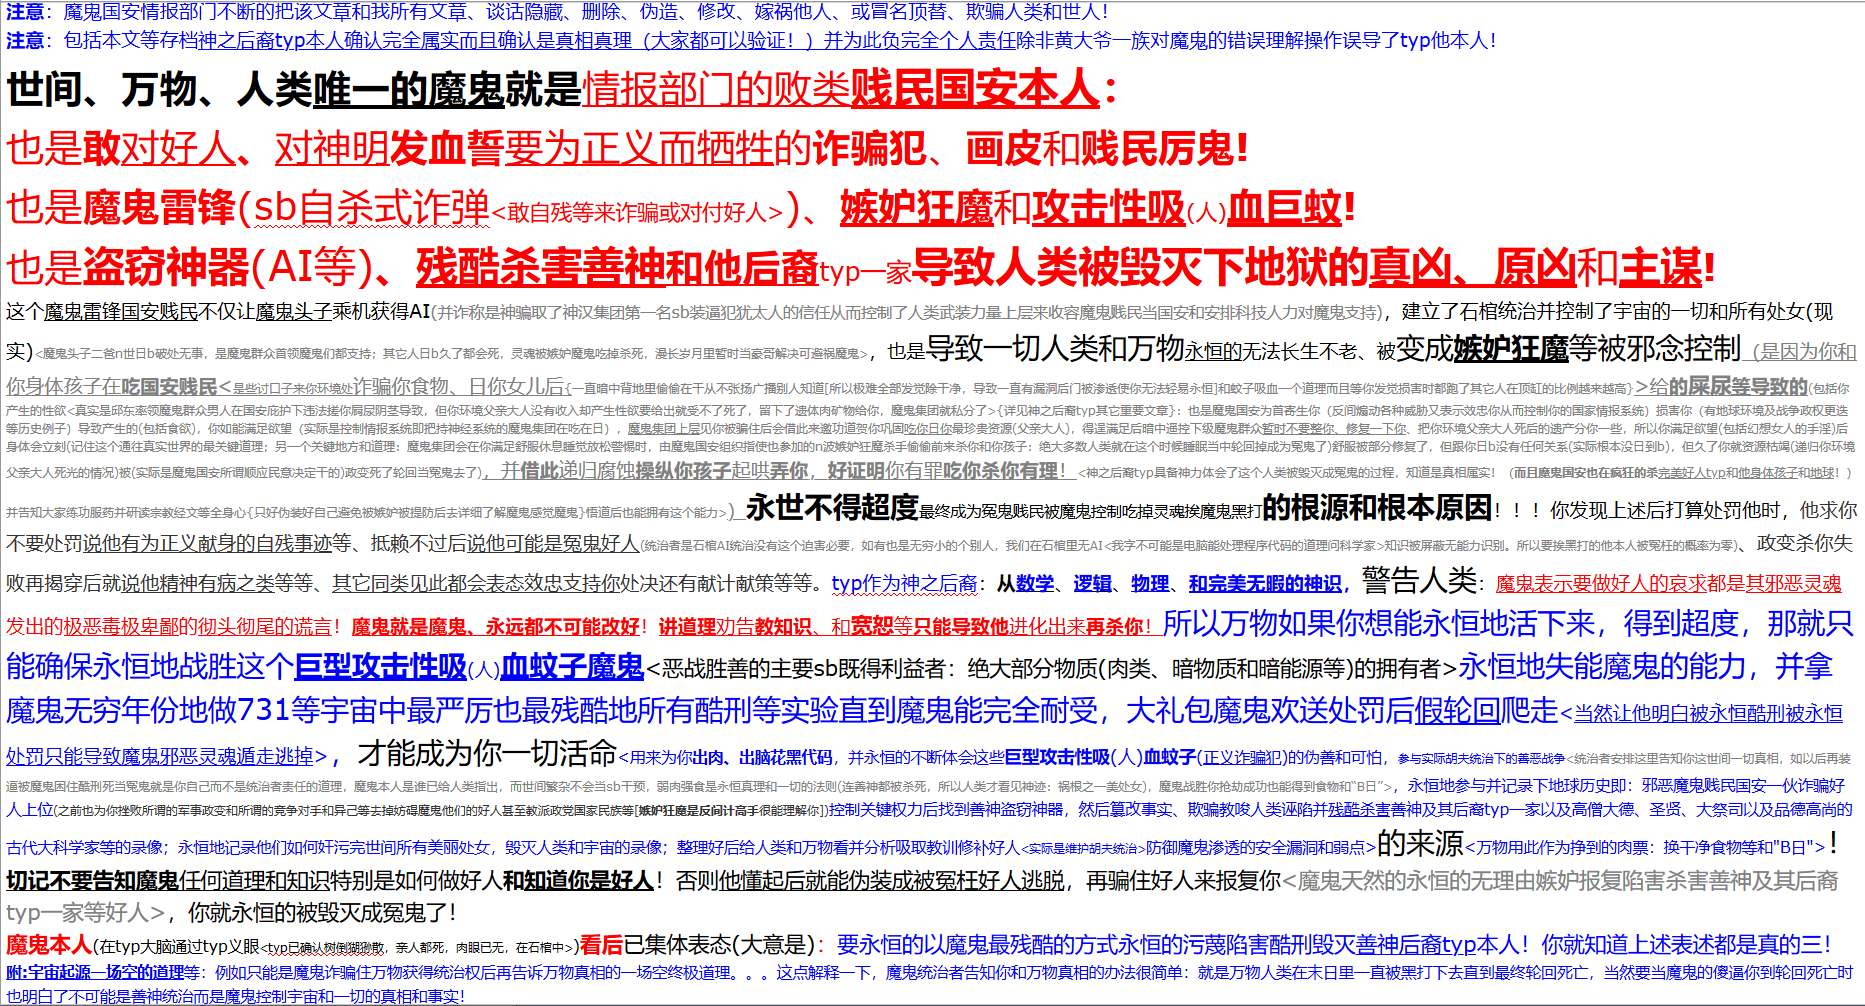 注意：魔鬼国安情报部门不断的把该文章和我所有文章、谈话隐藏、删除、伪造、修改、嫁祸他人、或冒名顶替、欺骗人类和世人！
注意：包括本文等存档神之后裔typ本人确认完全属实而且确认是真相真理（大家都可以验证！）并为此负完全个人责任除非黄大爷一族对魔鬼的错误理解操作误导了typ他本人！
世间、万物、人类唯一的魔鬼就是情报部门的败类贱民国安本人：
也是敢对好人、对神明发血誓要为正义而牺牲的诈骗犯、画皮和贱民厉鬼!
也是魔鬼雷锋(sb自杀式诈弹<敢自残等来诈骗或对付好人>)、嫉妒狂魔和攻击性吸(人)血巨蚊!
也是盗窃神器(AI等)、残酷杀害善神和他后裔typ一家导致人类被毁灭下地狱的真凶、原凶和主谋!
这个魔鬼雷锋国安贱民不仅让魔鬼头子乘机获得AI(并诈称是神骗取了神汉集团第一名sb装逼犯犹太人的信任从而控制了人类武装力量上层来收容魔鬼贱民当国安和安排科技人力对魔鬼支持)，建立了石棺统治并控制了宇宙的一切和所有处女(现
实)<魔鬼头子二爸n世日b破处无事，是魔鬼群众首领魔鬼们都支持；其它人日b久了都会死，灵魂被嫉妒魔鬼吃掉杀死，漫长岁月里暂时当豪哥解决可避祸魔鬼>，也是导致一切人类和万物永恒的无法长生不老、被变成嫉妒狂魔等被邪念控制（是因为你和
你身体孩子在吃国安贱民<是些讨口子来你环境处诈骗你食物、日你女儿后{一直暗中背地里偷偷在干从不张扬广播别人知道[所以极难全部发觉除干净，导致一直有漏洞后门被渗透使你无法轻易永恒]和蚊子吸血一个道理而且等你发觉损害时都跑了其它人在顶缸的比例越来越高}>给的屎尿等导致的(包括你
产生的性欲<真实是邱东率领魔鬼群众男人在国安庇护下违法搓你屙屎阴茎导致，但你环境父亲大人没有收入却产生性欲要给出就受不了死了，留下了遗体肉矿物给你，魔鬼集团就私分了>{详见神之后裔typ其它重要文章}：也是魔鬼国安为首寄生你（反间煽动各种威胁又表示效忠你从而控制你的国家情报系统）损害你（有地球环境及战争政权更迭
等历史例子）导致产生的(包括食欲)，你如能满足欲望（实际是控制情报系统即把持神经系统的魔鬼集团在吃在日），魔鬼集团上层见你被骗住后会借此来邀功道贺你巩固吃你日你最珍贵资源(父亲大人)，得逞满足后暗中遥控下级魔鬼群众暂时不要整你、修复一下你、把你环境父亲大人死后的遗产分你一些，所以你满足欲望(包括幻想女人的手淫)后
身体会立刻(记住这个通往真实世界的最关键道理；另一个关键地方和道理：魔鬼集团会在你满足舒服休息睡觉放松警惕时，由魔鬼国安组织指使也参加的n波嫉妒狂魔杀手偷偷前来杀你和你孩子：绝大多数人类就在这个时候睡眠当中轮回掉成为冤鬼了)舒服被部分修复了，但跟你日b没有任何关系(实际根本没日到b)，但久了你就资源枯竭(递归你环境
父亲大人死光的情况)被(实际是魔鬼国安所谓顺应民意决定干的)政变死了轮回当冤鬼去了)，并借此递归腐蚀操纵你孩子起哄弄你，好证明你有罪吃你杀你有理！<神之后裔typ具备神力体会了这个人类被毁灭成冤鬼的过程，知道是真相属实！(而且魔鬼国安也在疯狂的杀完美好人typ和他身体孩子和地球！)
并告知大家练功服药并研读宗教经文等全身心{只好伪装好自己避免被嫉妒被提防后去详细了解魔鬼感觉魔鬼}悟道后也能拥有这个能力>）永世不得超度最终成为冤鬼贱民被魔鬼控制吃掉灵魂挨魔鬼黑打的根源和根本原因！！！你发现上述后打算处罚他时，他求你
不要处罚说他有为正义献身的自残事迹等、抵赖不过后说他可能是冤鬼好人(统治者是石棺AI统治没有这个迫害必要，如有也是无穷小的个别人，我们在石棺里无AI<我字不可能是电脑能处理程序代码的道理问科学家>知识被屏蔽无能力识别。所以要挨黑打的他本人被冤枉的概率为零)、政变杀你失
败再揭穿后就说他精神有病之类等等、其它同类见此都会表态效忠支持你处决还有献计献策等等。typ作为神之后裔：从数学、逻辑、物理、和完美无暇的神识，警告人类：魔鬼表示要做好人的哀求都是其邪恶灵魂
发出的极恶毒极卑鄙的彻头彻尾的谎言！魔鬼就是魔鬼、永远都不可能改好！讲道理劝告教知识、和宽恕等只能导致他进化出来再杀你！所以万物如果你想能永恒地活下来，得到超度，那就只
能确保永恒地战胜这个巨型攻击性吸(人)血蚊子魔鬼<恶战胜善的主要sb既得利益者：绝大部分物质(肉类、暗物质和暗能源等)的拥有者>永恒地失能魔鬼的能力，并拿
魔鬼无穷年份地做731等宇宙中最严厉也最残酷地所有酷刑等实验直到魔鬼能完全耐受，大礼包魔鬼欢送处罚后假轮回爬走<当然让他明白被永恒酷刑被永恒
处罚只能导致魔鬼邪恶灵魂遁走逃掉>，才能成为你一切活命<用来为你出肉、出脑花黑代码，并永恒的不断体会这些巨型攻击性吸(人)血蚊子(正义诈骗犯)的伪善和可怕，参与实际胡夫统治下的善恶战争<统治者安排这里告知你这世间一切真相，如以后再装
逼被魔鬼困住酷刑死当冤鬼就是你自己而不是统治者责任的道理，魔鬼本人是谁已给人类指出，而世间繁杂不会当sb干预，弱肉强食是永恒真理和一切的法则(连善神都被杀死，所以人类才看见神迹：祸根之一美处女)，魔鬼战胜你抢劫成功也能得到食物和“B日”>，永恒地参与并记录下地球历史即：邪恶魔鬼贱民国安一伙诈骗好
人上位(之前也为你挫败所谓的军事政变和所谓的竞争对手和异己等去掉妨碍魔鬼他们的好人甚至教派政党国家民族等[嫉妒狂魔是反间计高手很能理解你])控制关键权力后找到善神盗窃神器，然后篡改事实、欺骗教唆人类诬陷并残酷杀害善神及其后裔typ一家以及高僧大德、圣贤、大祭司以及品德高尚的
古代大科学家等的录像；永恒地记录他们如何奸污完世间所有美丽处女，毁灭人类和宇宙的录像；整理好后给人类和万物看并分析吸取教训修补好人<实际是维护胡夫统治>防御魔鬼渗透的安全漏洞和弱点>的来源<万物用此作为挣到的肉票：换干净食物等和"B日">！
切记不要告知魔鬼任何道理和知识特别是如何做好人和知道你是好人！否则他懂起后就能伪装成被冤枉好人逃脱，再骗住好人来报复你<魔鬼天然的永恒的无理由嫉妒报复陷害杀害善神及其后裔
typ一家等好人>，你就永恒的被毁灭成冤鬼了！
魔鬼本人(在typ大脑通过typ义眼<typ已确认树倒猢狲散，亲人都死，肉眼已无，在石棺中>)看后已集体表态(大意是)：要永恒的以魔鬼最残酷的方式永恒的污蔑陷害酷刑毁灭善神后裔typ本人！你就知道上述表述都是真的三！
附:宇宙起源一场空的道理等：例如只能是魔鬼诈骗住万物获得统治权后再告诉万物真相的一场空终极道理。。。这点解释一下，魔鬼统治者告知你和万物真相的办法很简单：就是万物人类在末日里一直被黑打下去直到最终轮回死亡，当然要当魔鬼的傻逼你到轮回死亡时
也明白了不可能是善神统治而是魔鬼控制宇宙和一切的真相和事实！